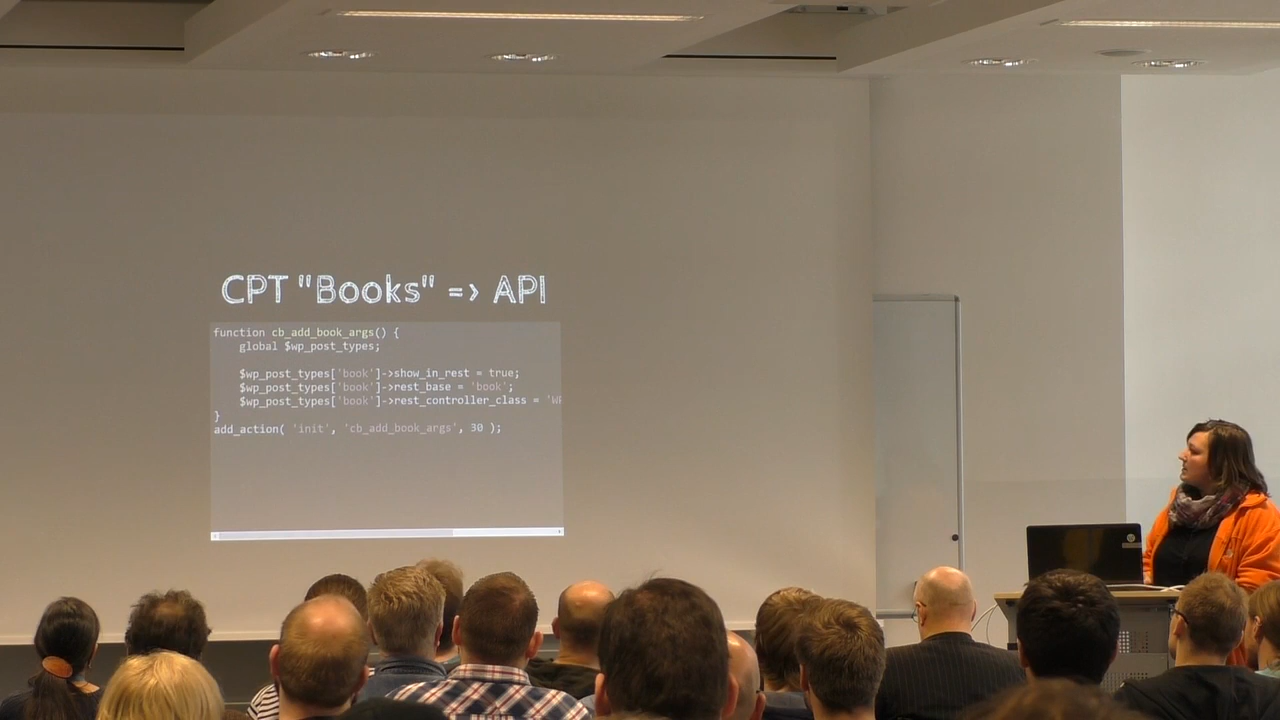 CPT "Books" => API
function cb_add_book_args() {
global $wp_post_types;
$wp_post_types['book']->show_in_rest = true;
$wp_post_types['book']->rest_base = 'book';
$wp_post_types['book']->rest_controller_class = 'WP
}
add_action( 'init', 'cb_add_book_args', 30 );